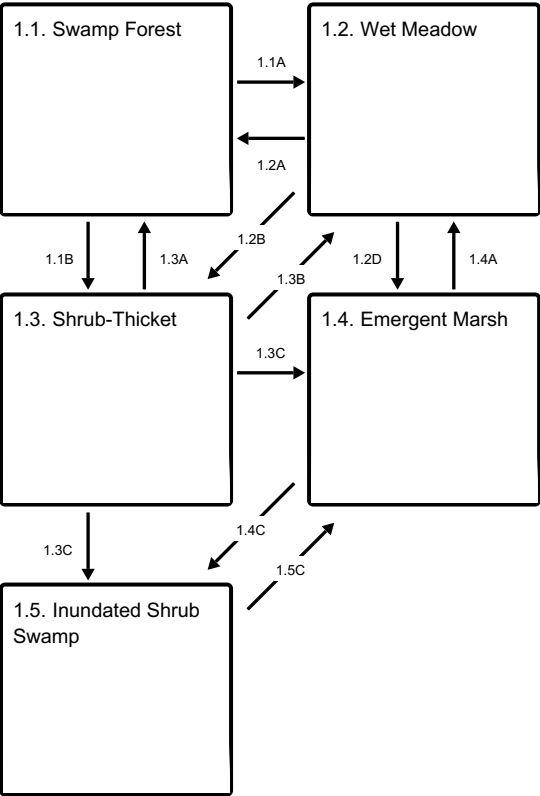 1.1. Swamp Forest
1.2. Wet Meadow
1.1A
1.2A
1.2B
1.1B
1.3A
1.3B
1.2D
1.4A
1.3. Shrub-Thicket
1.4. Emergent Marsh
1.3C
1.4C
1.3C
1.5C
1.5. Inundated Shrub
Swamp